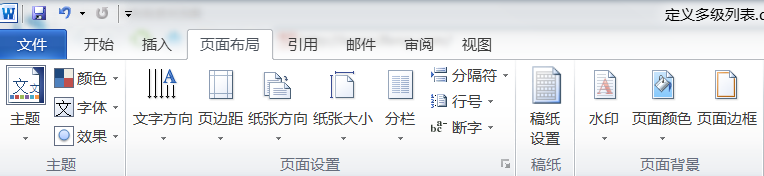 定义多级列表.d
文件 开始 插入 页面布局 引用 邮件 审阅 视图
主题 颜色 字体 效果 文字方向 页边距 纸张方向 纸张大小 分栏 分隔符 行号 断字 稿纸设置 水印 页面颜色 页面边框
主题 页面设置 稿纸 页面背景